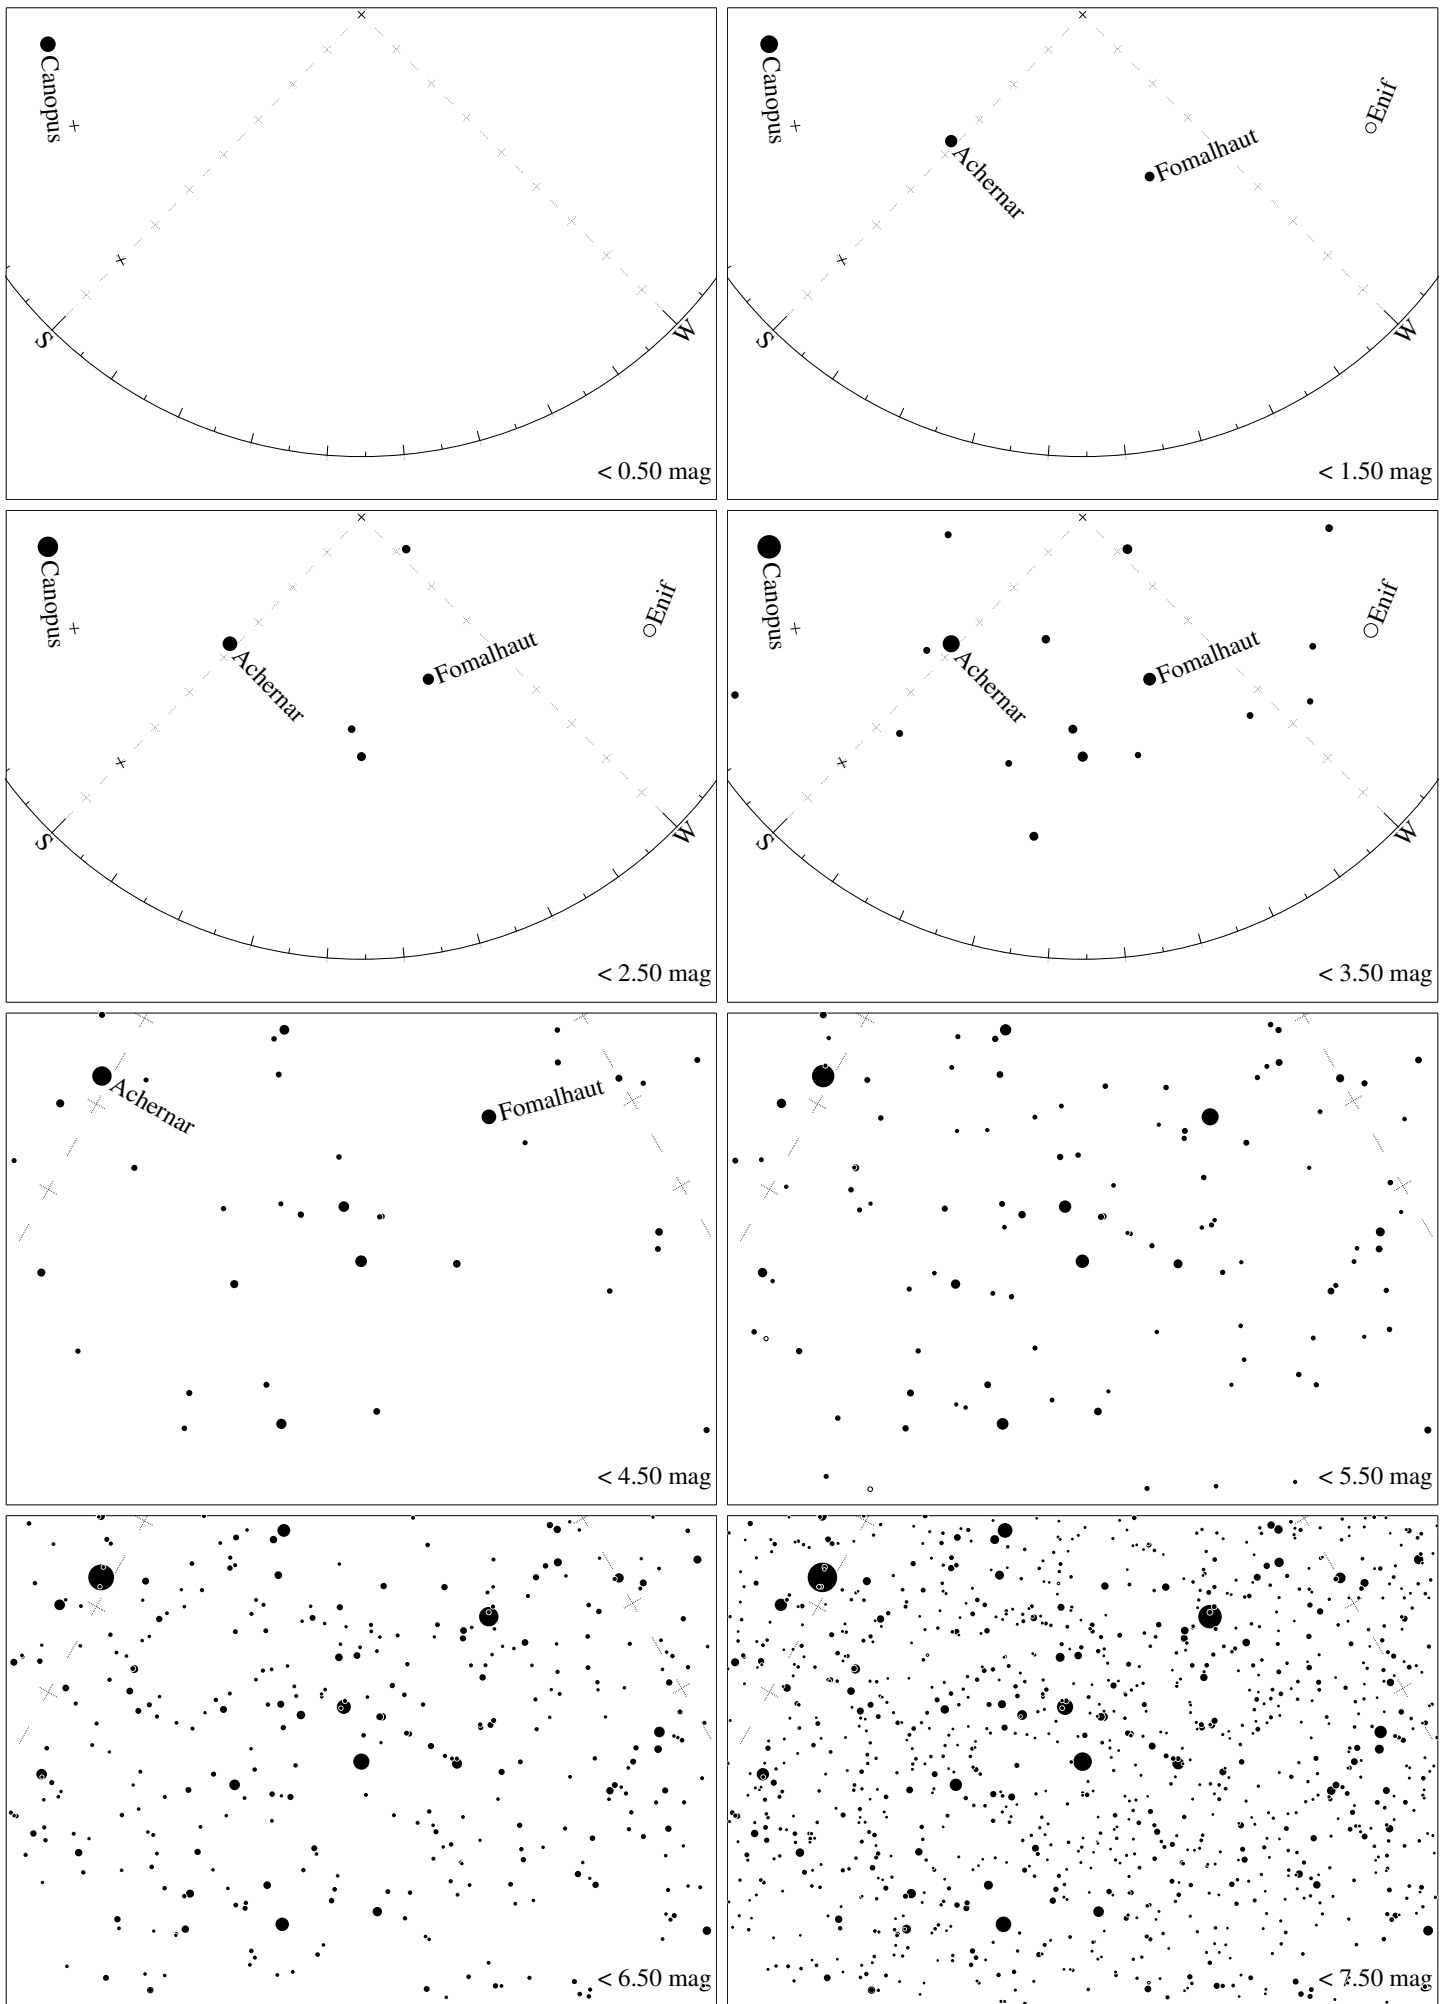 Canopus
S
W
< 0.50 mag
Canopus
Achernar
Fomalhaut
Enif
S
W
< 1.50 mag
Canopus
Achernar
Fomalhaut
Enif
S
W
< 2.50 mag
Canopus
Achernar
Fomalhaut
Enif
S
W
< 3.50 mag
Achernar
Fomalhaut
< 4.50 mag
< 5.50 mag
< 6.50 mag
< 7.50 mag